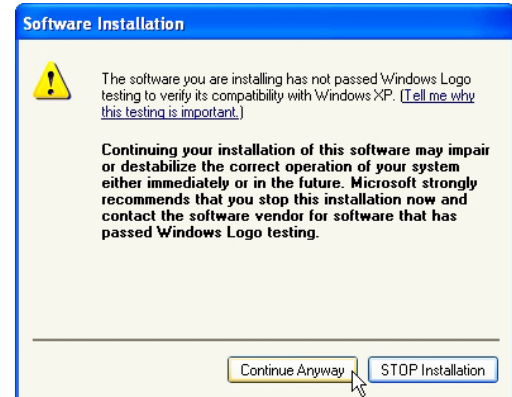 Software Installation
The software you are installing has not passed Windows Logo
testing to verify its compatibility with Windows XP. (Tell me why
this testing is important.)
Continuing your installation of this software may impair
or destabilize the correct operation of your system
either immediately or in the future. Microsoft strongly
recommends that you stop this installation now and
contact the software vendor for software that has
passed Windows Logo testing.
Continue Anyway STOP Installation